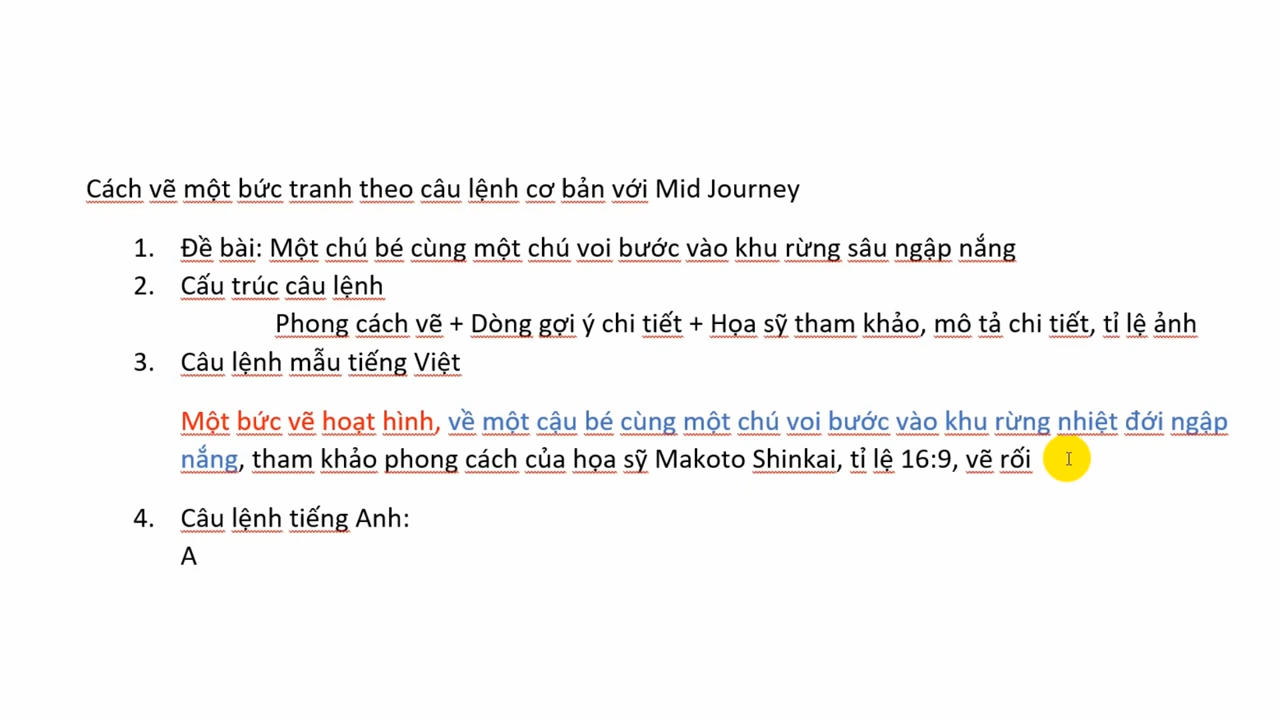 Cách vẽ một bức tranh theo câu lệnh cơ bản với Mid Journey
1. Đề bài: Một chú bé cùng một chú voi bước vào khu rừng sâu ngập nắng
2. Cấu trúc câu lệnh
Phong cách vẽ + Dòng gợi ý chi tiết + Họa sỹ tham khảo, mô tả chi tiết, tỉ lệ ảnh
3. Câu lệnh mẫu tiếng Việt
Một bức vẽ hoạt hình, về một cậu bé cùng một chú voi bước vào khu rừng nhiệt đới ngập
nắng, tham khảo phong cách của họa sỹ Makoto Shinkai, tỉ lệ 16:9, vẽ rối
4. Câu lệnh tiếng Anh:
A